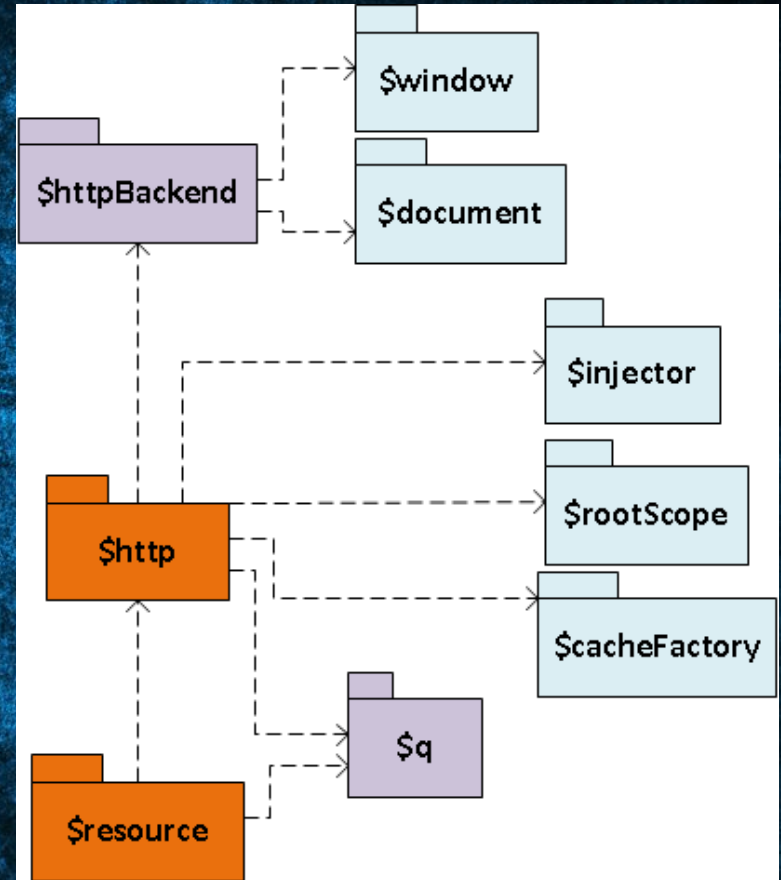 $window
$httpBackend
$document
$injector
$rootScope
$http
$cacheFactory
$q
$resource